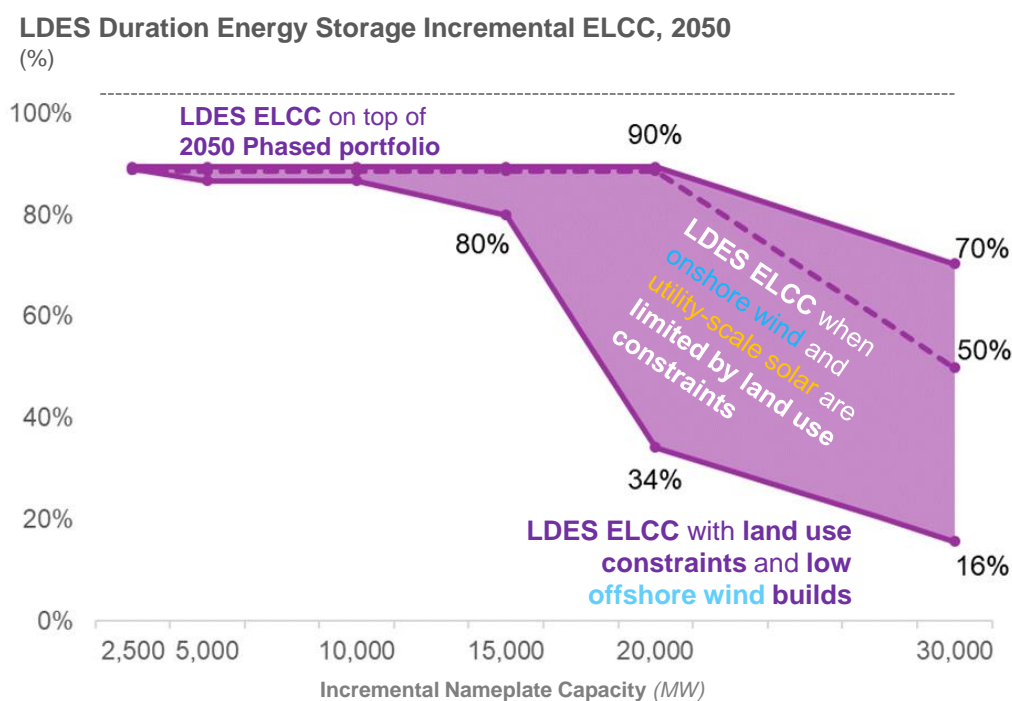 LDES Duration Energy Storage Incremental ELCC, 2050
(%)
100%
LDES ELCC on top of
2050 Phased portfolio
90%
80%
80%
70%
LDES ELCC when
onshore wind and
utility-scale solar are
limited by land use
constraints
60%
50%
40%
34%
20%
LDES ELCC with land use
constraints and low
offshore wind builds
16%
0%
2,500 5,000 10,000 15,000 20,000 30,000
Incremental Nameplate Capacity (MW)